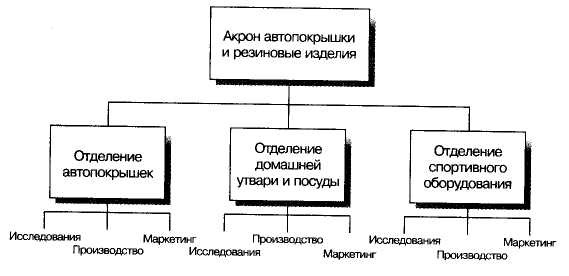 Акрон автопокрышки
и резиновые изделия
Отделение
автопокрышек
Отделение
домашней
утвари и посуды
Отделение
спортивного
оборудования
Исследования
Производство
Маркетинг
Исследования
Производство
Маркетинг
Исследования
Производство
Маркетинг